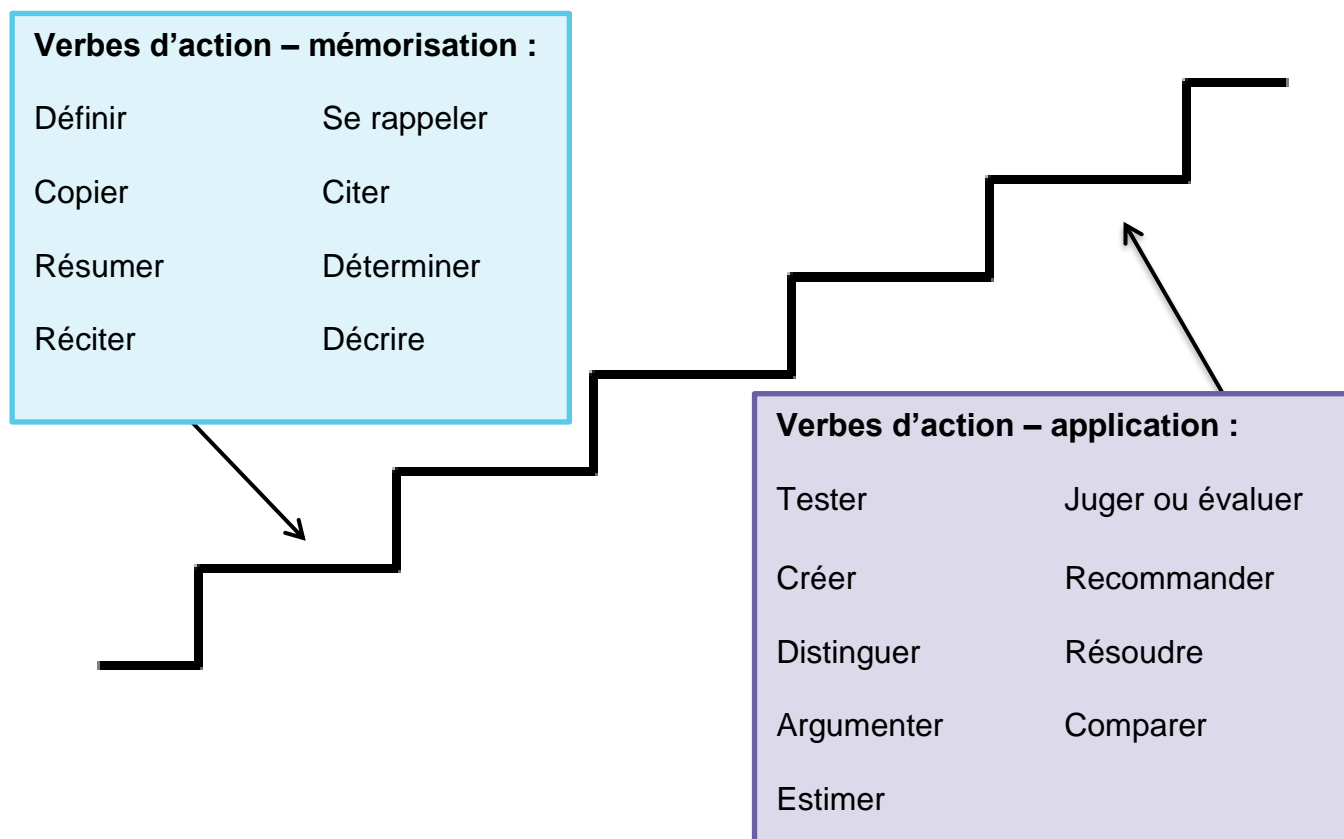 Verbes d’action – mémorisation :
Définir Se rappeler
Copier Citer
Résumer Déterminer
Réciter Décrire
Verbes d’action – application :
Tester Juger ou évaluer
Créer Recommander
Distinguer Résoudre
Argumenter Comparer
Estimer